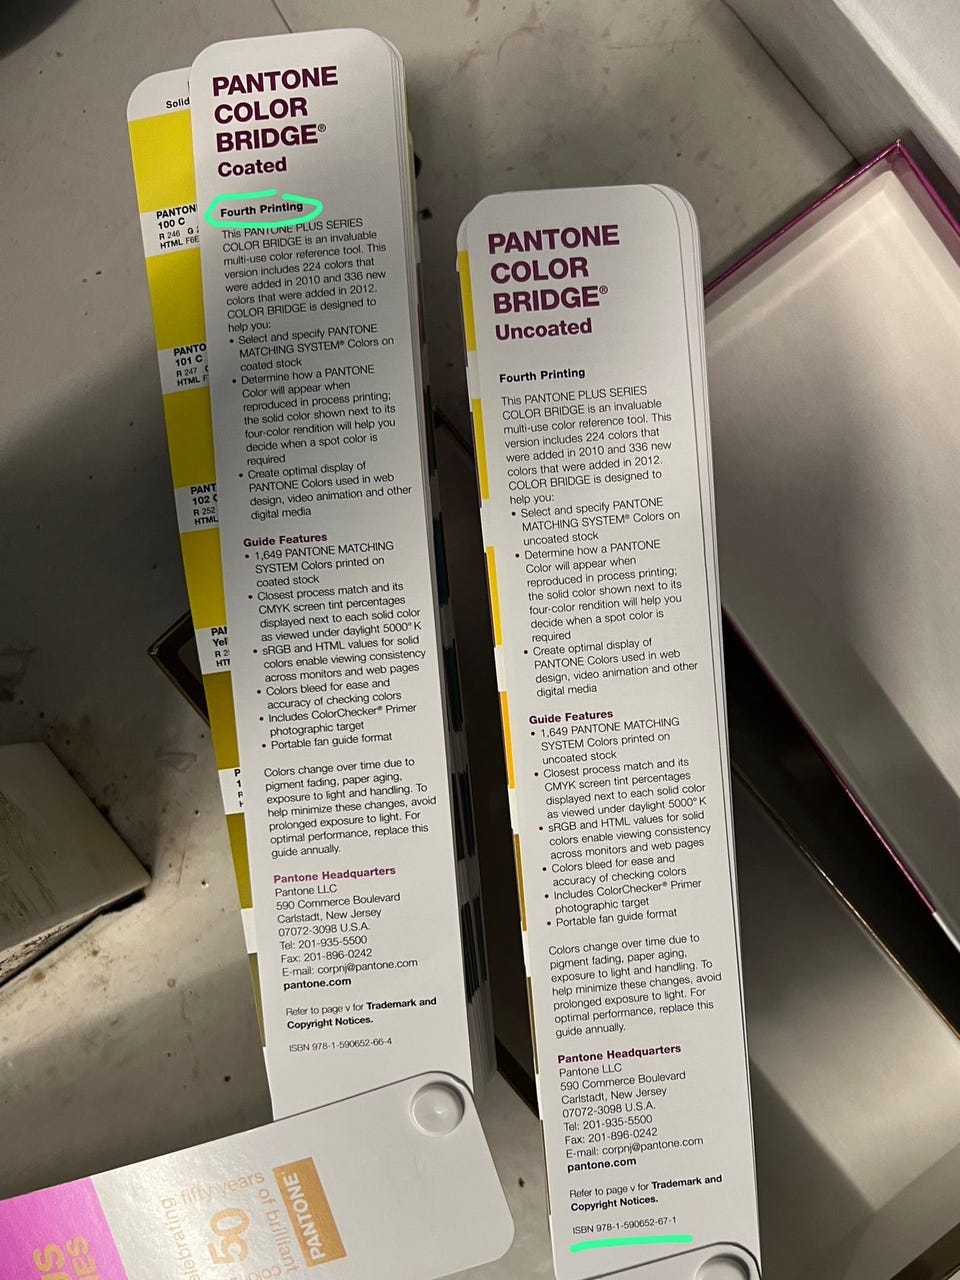 Solid
PANTON
100 C
R 246 G 2
HTML F6E
PANTO
101 C
R 247
HTML F
PANT
102 C
R 252
HTML
PAN
Yel
R 2
HT
PANTONE
COLOR
BRIDGE®
Coated
Fourth Printing
This PANTONE PLUS SERIES
COLOR BRIDGE is an invaluable
multi-use color reference tool. This
version includes 224 colors that
were added in 2010 and 336 new
colors that were added in 2012.
COLOR BRIDGE is designed to
help you:
• Select and specify PANTONE
MATCHING SYSTEM® Colors on
coated stock
• Determine how a PANTONE
Color will appear when
reproduced in process printing;
the solid color shown next to its
four-color rendition will help you
decide when a spot color is
required
• Create optimal display of
PANTONE Colors used in web
design, video animation and other
digital media
Guide Features
• 1,649 PANTONE MATCHING
SYSTEM Colors printed on
coated stock
• Closest process match and its
CMYK screen tint percentages
displayed next to each solid color
as viewed under daylight 5000° K
• sRGB and HTML values for solid
colors enable viewing consistency
across monitors and web pages
• Colors bleed for ease and
accuracy of checking colors
• Includes ColorChecker® Primer
photographic target
• Portable fan guide format
Colors change over time due to
pigment fading, paper aging,
exposure to light and handling. To
help minimize these changes, avoid
prolonged exposure to light. For
optimal performance, replace this
guide annually.
Pantone Headquarters
Pantone LLC
590 Commerce Boulevard
Carlstadt, New Jersey
07072-3098 U.S.A.
Tel: 201-935-5500
Fax: 201-896-0242
E-mail: corpnj@pantone.com
pantone.com
Refer to page v for Trademark and
Copyright Notices.
ISBN 978-1-590652-66-4
PANTONE
COLOR
BRIDGE®
Uncoated
Fourth Printing
This PANTONE PLUS SERIES
COLOR BRIDGE is an invaluable
multi-use color reference tool. This
version includes 224 colors that
were added in 2010 and 336 new
colors that were added in 2012.
COLOR BRIDGE is designed to
help you:
• Select and specify PANTONE
MATCHING SYSTEM® Colors on
uncoated stock
• Determine how a PANTONE
Color will appear when
reproduced in process printing;
the solid color shown next to its
four-color rendition will help you
decide when a spot color is
required
• Create optimal display of
PANTONE Colors used in web
design, video animation and other
digital media
Guide Features
• 1,649 PANTONE MATCHING
SYSTEM Colors printed on
uncoated stock
• Closest process match and its
CMYK screen tint percentages
displayed next to each solid color
as viewed under daylight 5000° K
• sRGB and HTML values for solid
colors enable viewing consistency
across monitors and web pages
• Colors bleed for ease and
accuracy of checking colors
• Includes ColorChecker® Primer
photographic target
• Portable fan guide format
Colors change over time due to
pigment fading, paper aging,
exposure to light and handling. To
help minimize these changes, avoid
prolonged exposure to light. For
optimal performance, replace this
guide annually.
Pantone Headquarters
Pantone LLC
590 Commerce Boulevard
Carlstadt, New Jersey
07072-3098 U.S.A.
Tel: 201-935-5500
Fax: 201-896-0242
E-mail: corpnj@pantone.com
pantone.com
Refer to page v for Trademark and
Copyright Notices.
ISBN 978-1-590652-67-1
PANTONE®
50
fifty years
of brilliant